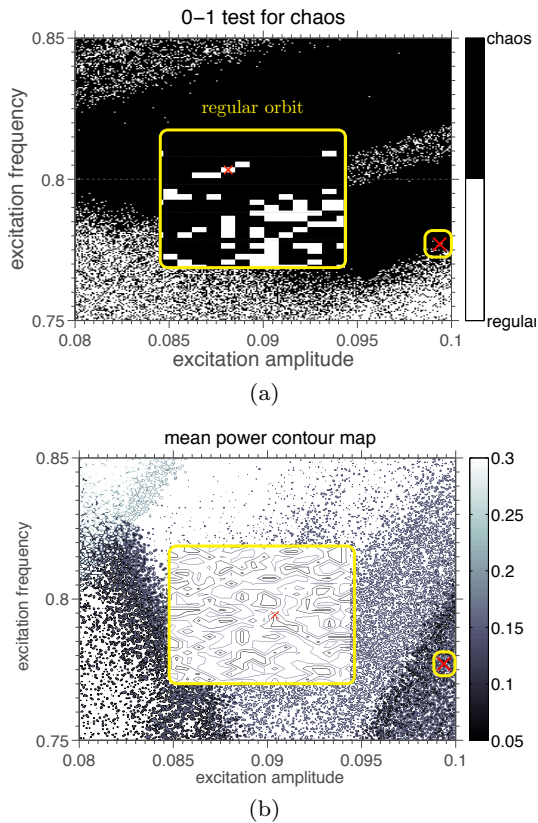 0−1 test for chaos
0.85
chaos
regular orbit
excitation frequency
0.8
0.75
regular
0.08
0.085
0.09
0.095
0.1
excitation amplitude
(a)
mean power contour map
0.85
0.3
0.25
excitation frequency
0.8
0.2
0.15
0.1
0.75
0.05
0.08
0.085
0.09
0.095
0.1
excitation amplitude
(b)